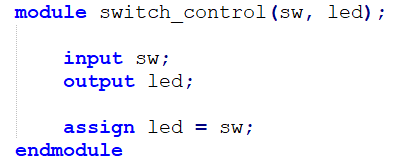 module switch_control(sw, led);
input sw;
output led;
assign led = sw;
endmodule